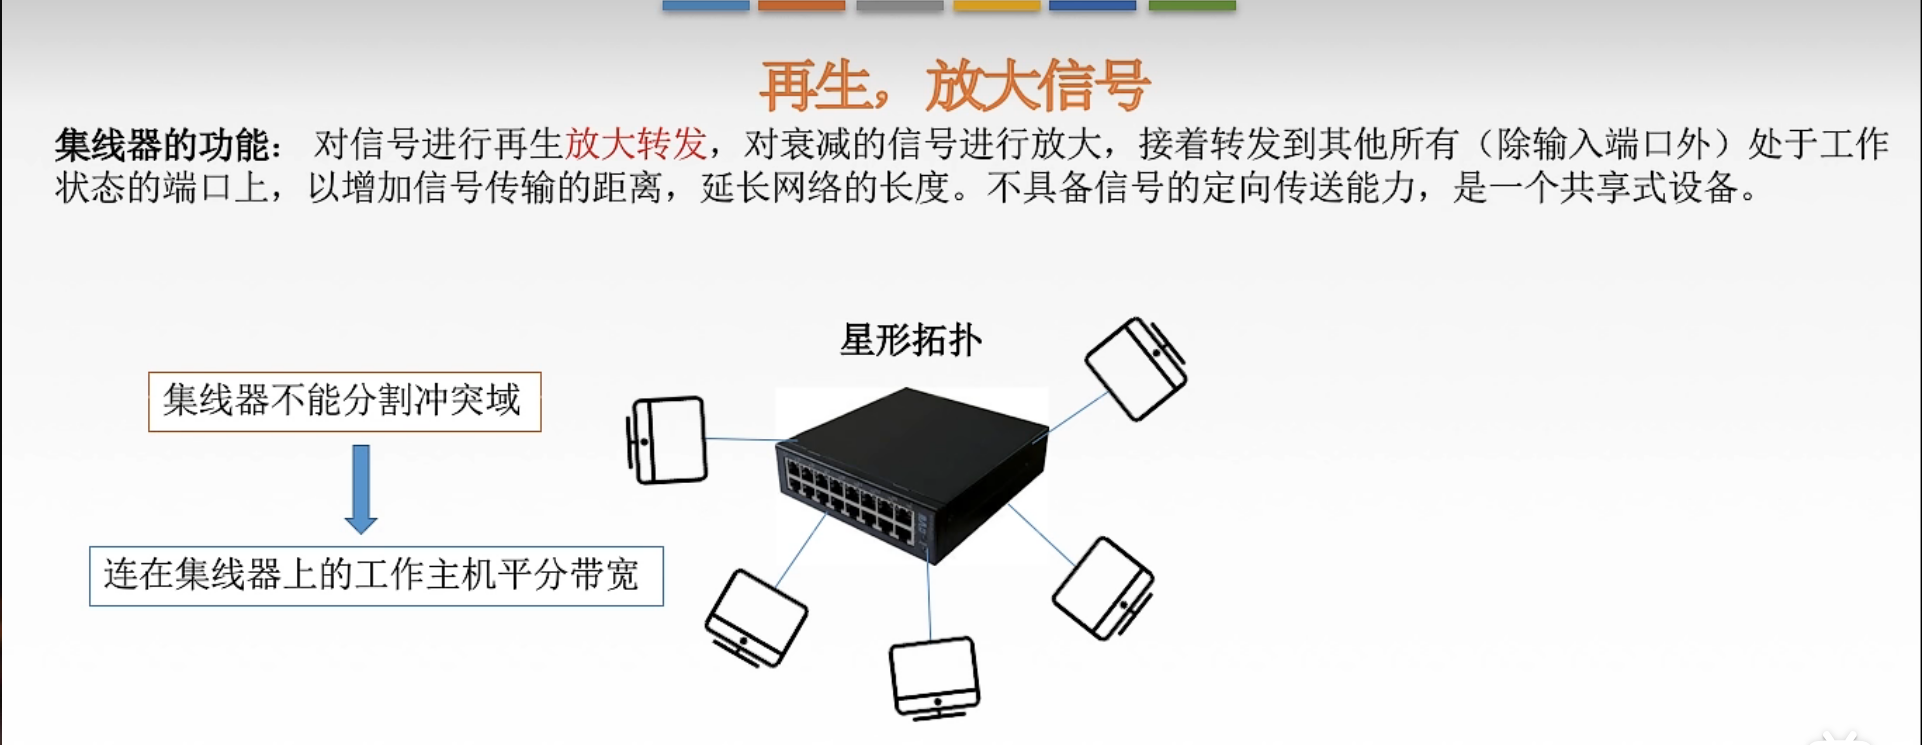 再生，放大信号
集线器的功能： 对信号进行再生放大转发，对衰减的信号进行放大，接着转发到其他所有（除输入端口外）处于工作
状态的端口上，以增加信号传输的距离，延长网络的长度。不具备信号的定向传送能力，是一个共享式设备。
星形拓扑
集线器不能分割冲突域
连在集线器上的工作主机平分带宽